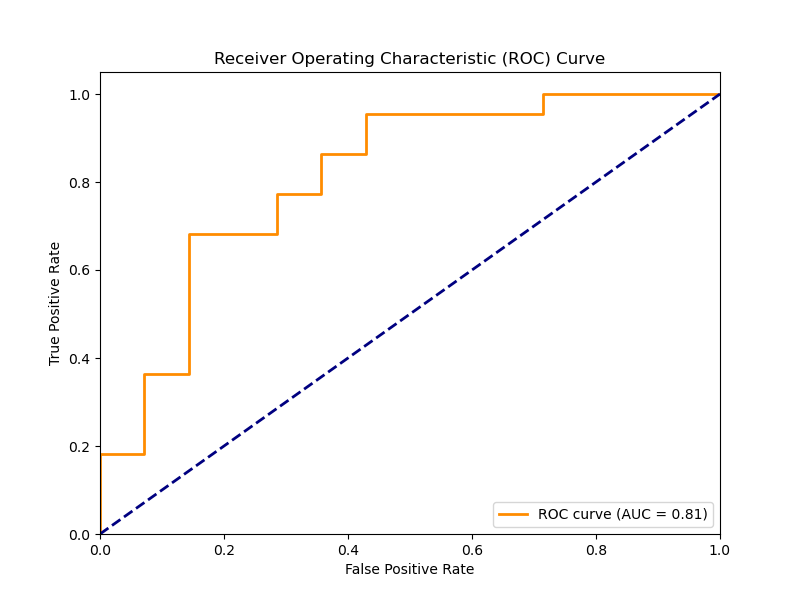 Receiver Operating Characteristic (ROC) Curve
True Positive Rate
1.0
0.8
0.6
0.4
0.2
0.0
ROC curve (AUC = 0.81)
0.0 0.2 0.4 0.6 0.8 1.0
False Positive Rate